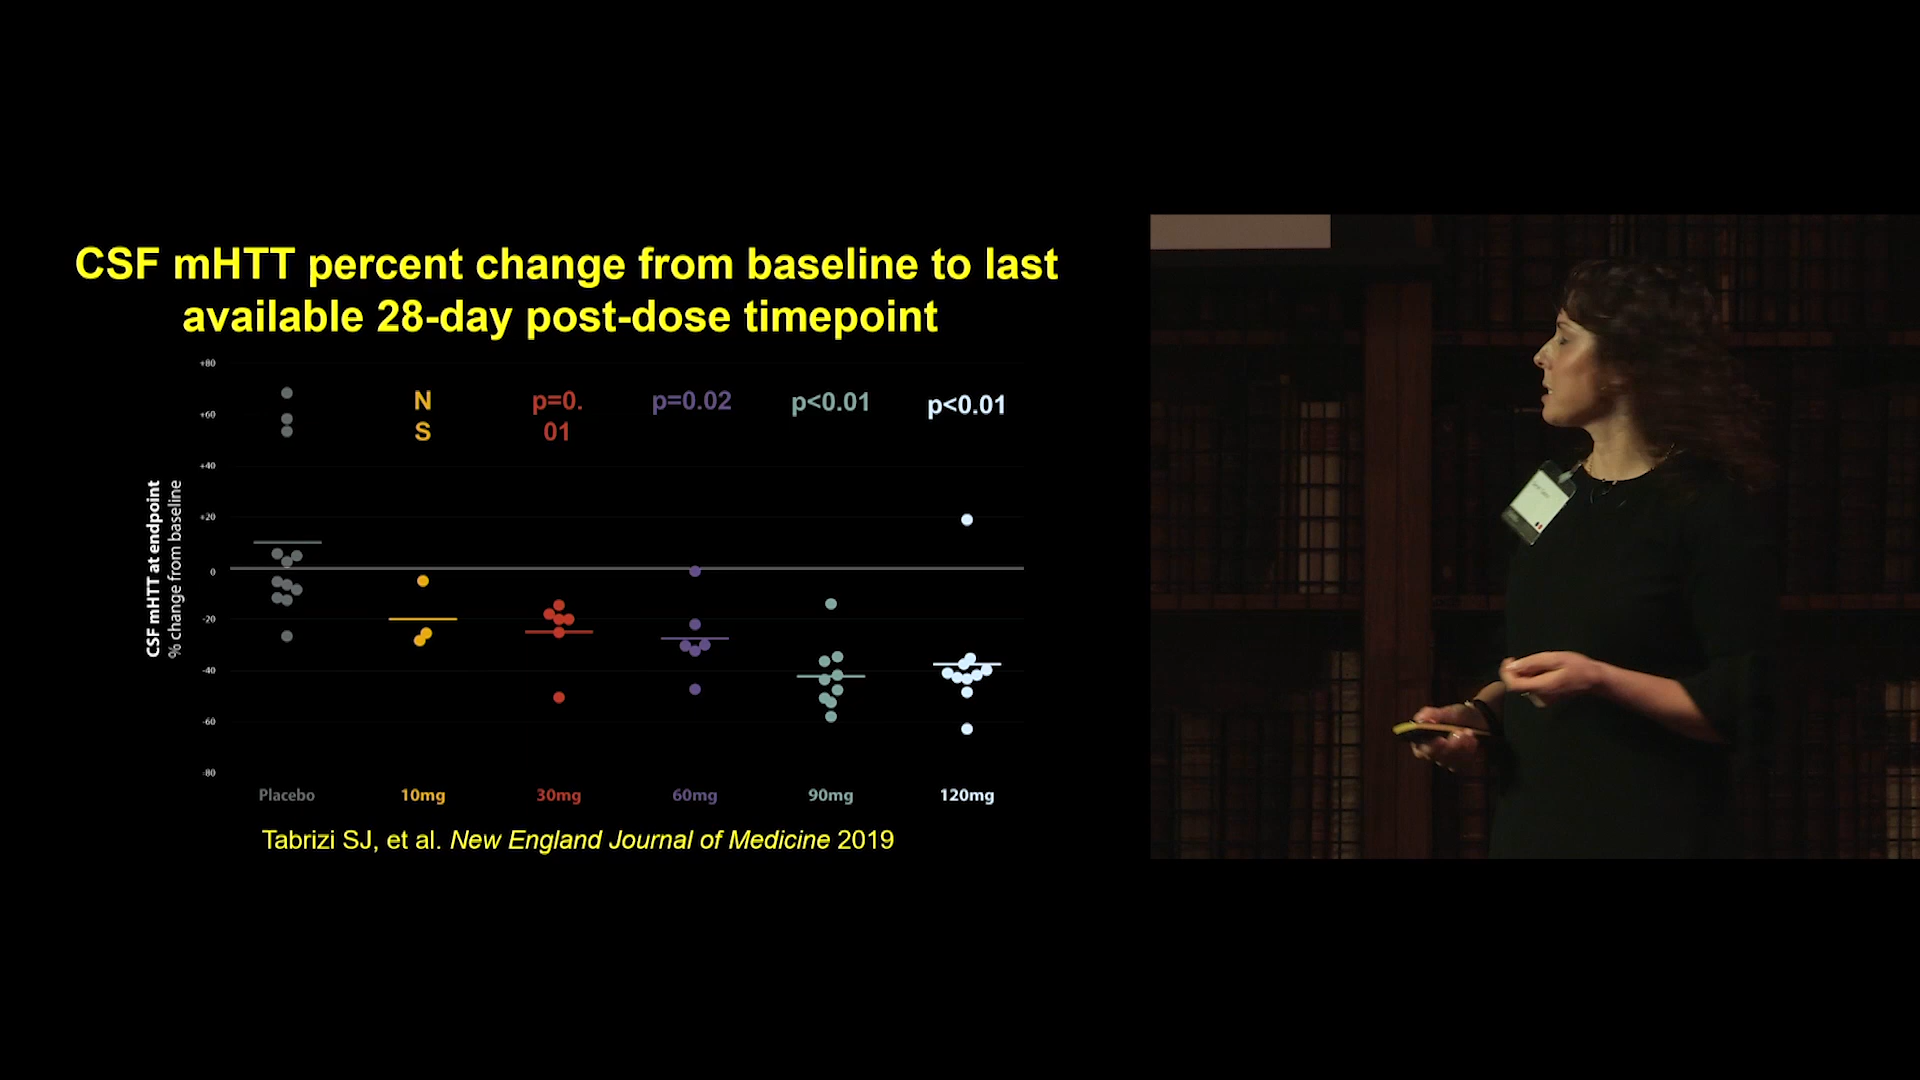 CSF mHTT percent change from baseline to last
available 28-day post-dose timepoint
+80
+60
+40
+20
0
-20
-40
-60
-80
CSF mHTT at endpoint
% change from baseline
N
S
p=0.
01
p=0.02
p<0.01
p<0.01
Placebo
10mg
30mg
60mg
90mg
120mg
Tabrizi SJ, et al. New England Journal of Medicine 2019